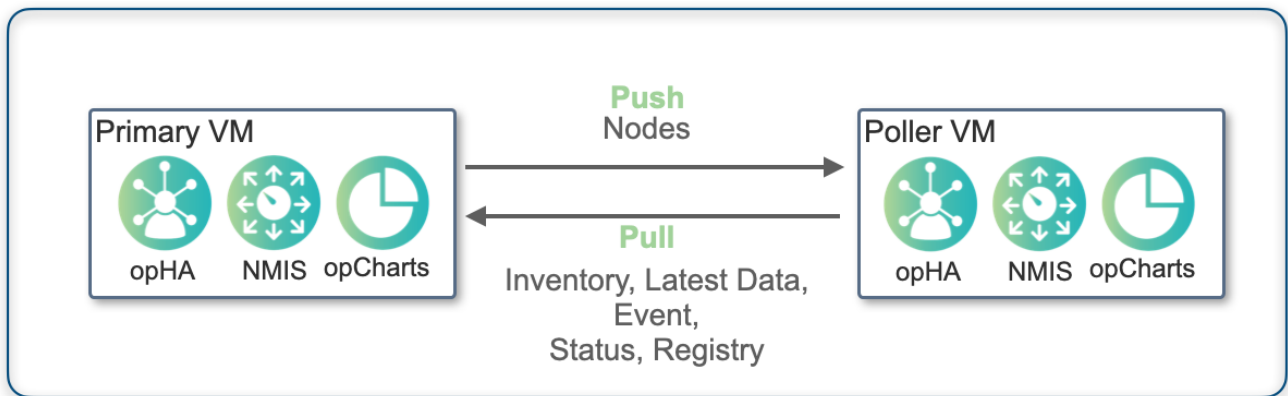 Push
Nodes
Primary VM
opHA
NMIS
opCharts
Poller VM
opHA
NMIS
opCharts
Pull
Inventory, Latest Data,
Event,
Status, Registry